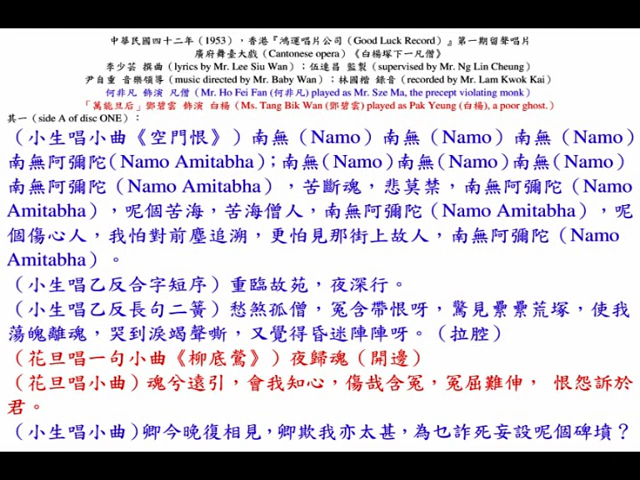 中華民國四十二年（1953），香港『鴻運唱片公司（Good Luck Record）』第一期留聲唱片
廣府舞臺大戲（Cantonese opera）《白楊塚下一凡僧》
李少芸 撰曲（lyrics by Mr. Lee Siu Wan）；伍達昌 監製（supervised by Mr. Ng Lin Cheung）
尹自重 音樂領導（music directed by Mr. Baby Wan）；林國楷 錄音（recorded by Mr. Lam Kwok Kai）
何非凡 飾演 凡僧（Mr. Ho Fei Fan (何非凡) played as Mr. Sze Ma, the precept violating monk）
「萬能旦后」鄧碧雲 飾演 白楊（Ms. Tang Bik Wan (鄧碧雲) played as Pak Yeung (白楊), a poor ghost.）
其一（side A of disc ONE）：
（小生唱小曲《空門恨》）南無（Namo）南無（Namo）南無（Namo）
南無阿彌陀（Namo Amitabha）；南無（Namo）南無（Namo）南無（Namo）
南無阿彌陀（Namo Amitabha），苦斷魂，悲莫禁，南無阿彌陀（Namo
Amitabha），呢個苦海，苦海僧人，南無阿彌陀（Namo Amitabha），呢
個傷心人，我怕對前塵追溯，更怕見那街上故人，南無阿彌陀（Namo
Amitabha）。
（小生唱乙反合字短序）重臨故苑，夜深行。
（小生唱乙反長句二簧）愁煞孤僧，冤含帶恨呀，驚見纍纍荒塚，使我
蕩魄離魂，哭到淚竭聲嘶，又覺得昏迷陣陣呀。（拉腔）
（花旦唱一句小曲《柳底鶯》）夜歸魂（開邊）
（花旦唱小曲）魂兮遠引，會我知心，傷哉含冤，冤屈難伸， 恨怨訴於
君。
（小生唱小曲）卿今晚復相見，卿欺我亦太甚，為乜詐死妄設呢個碑墳？